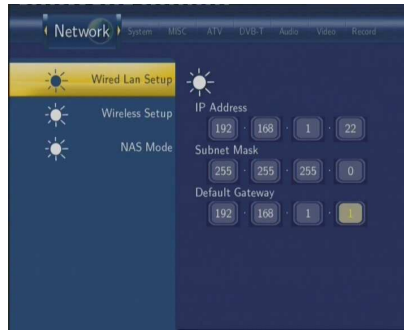 Network System MISC ATV DVB-T Audio Video Record
Wired Lan Setup
Wireless Setup
NAS Mode
IP Address
192 . 168 . 1 . 22
Subnet Mask
255 . 255 . 255 . 0
Default Gateway
192 . 168 . 1 . 1